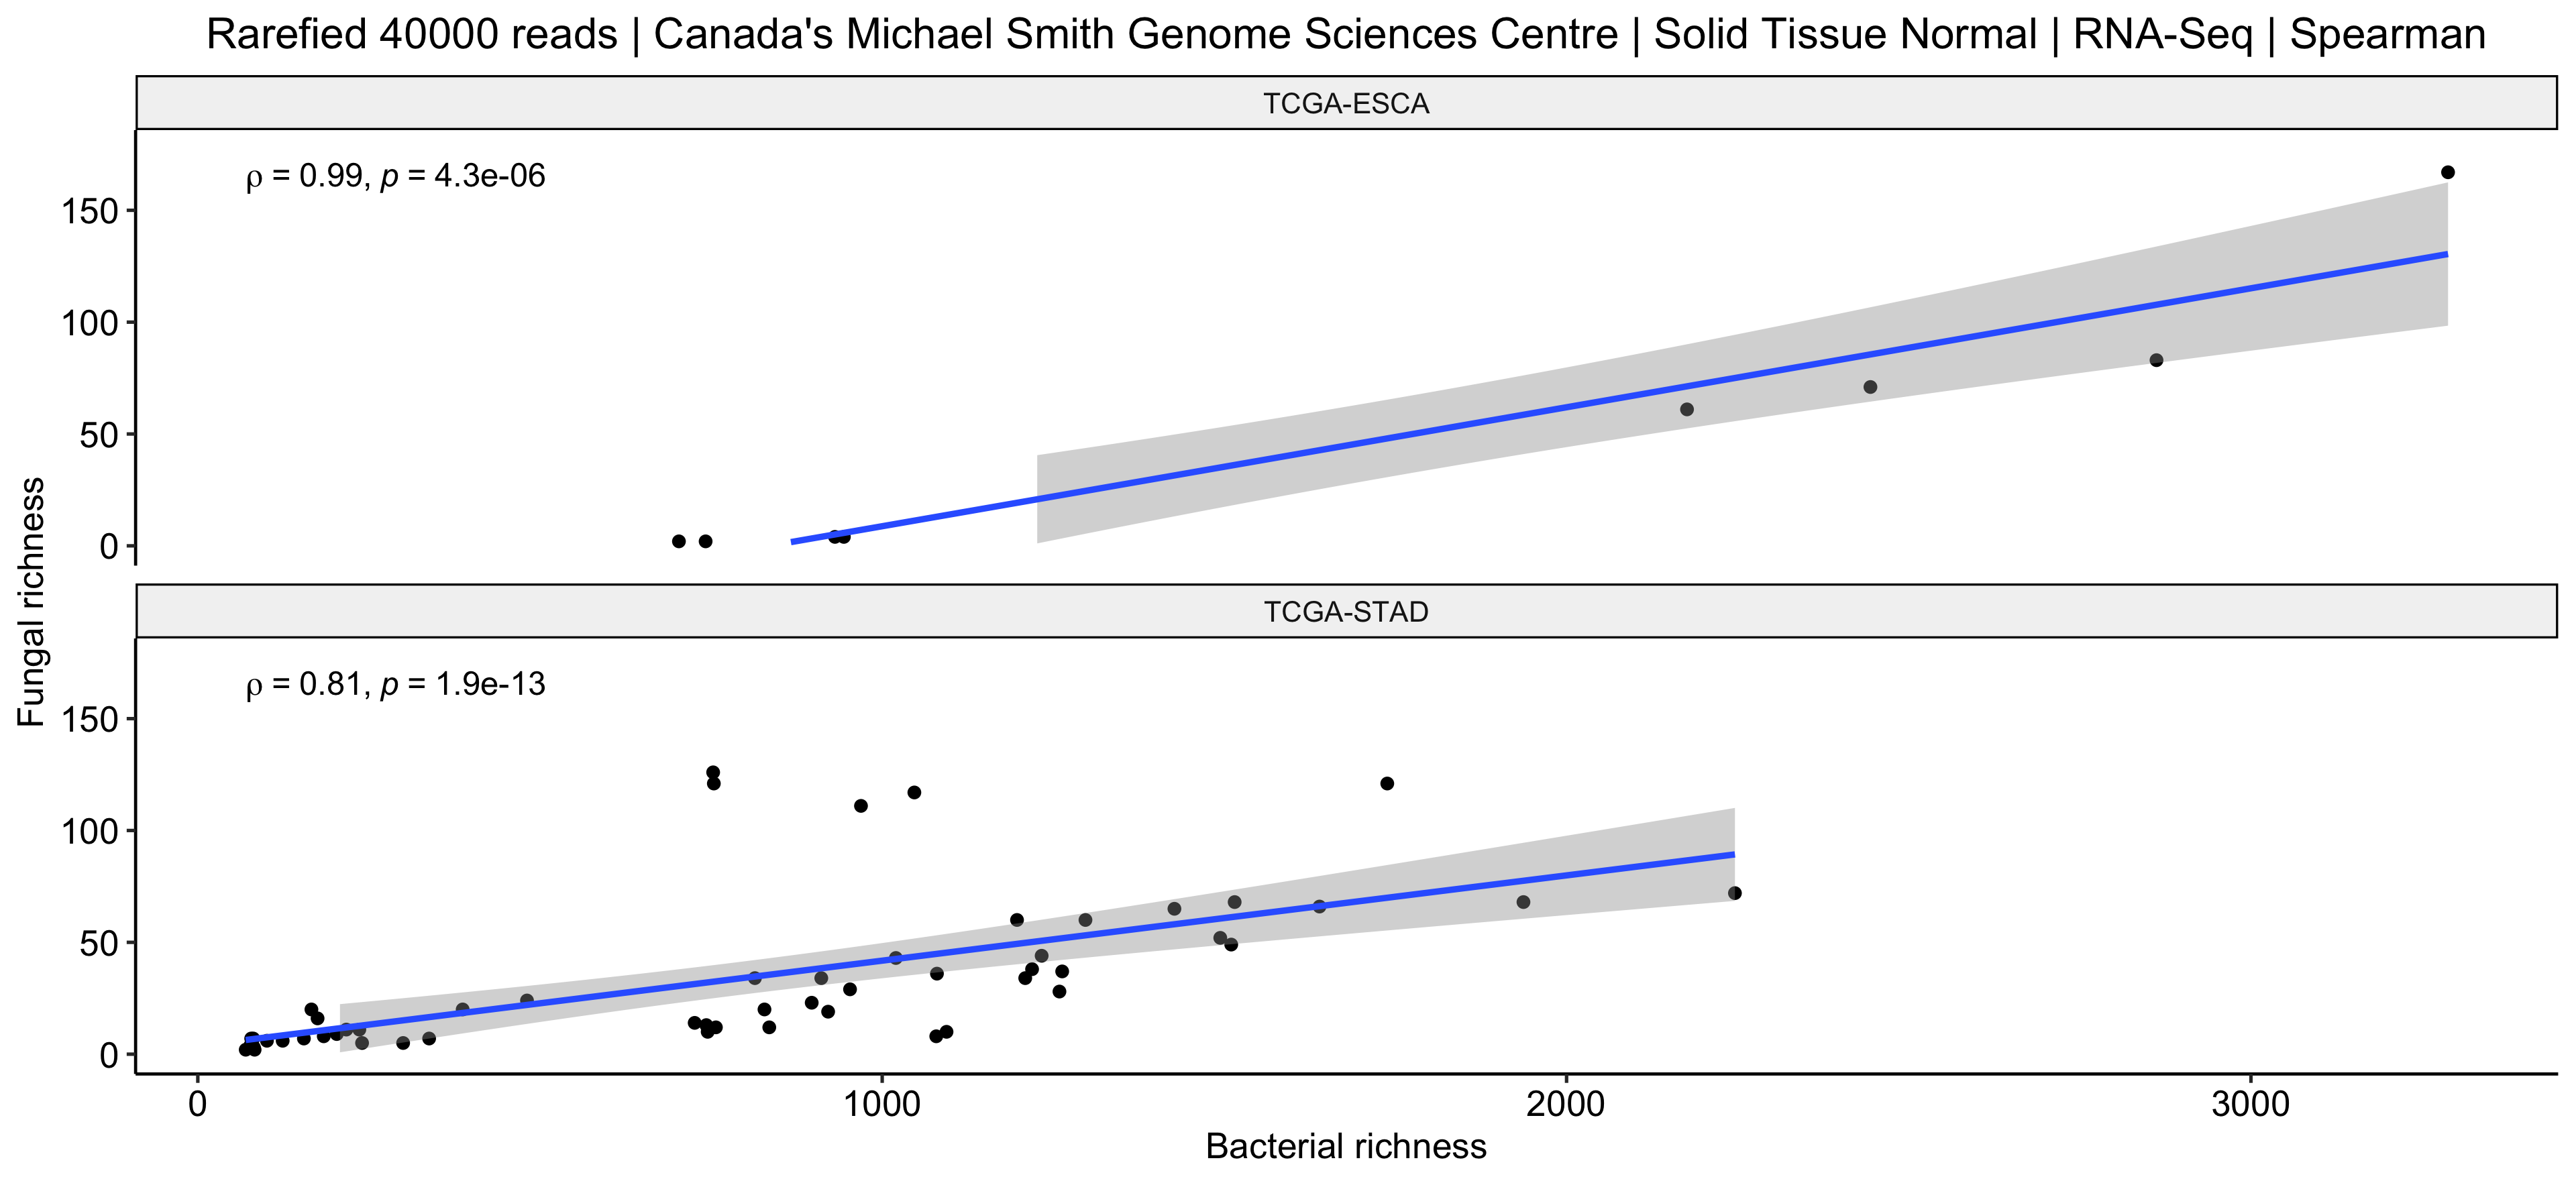 Rarefied 40000 reads | Canada's Michael Smith Genome Sciences Centre | Solid Tissue Normal | RNA-Seq | Spearman
TCGA-ESCA
ρ = 0.99, p = 4.3e-06
150
100
50
0
TCGA-STAD
ρ = 0.81, p = 1.9e-13
150
100
50
0
Fungal richness
0 1000 2000 3000
Bacterial richness